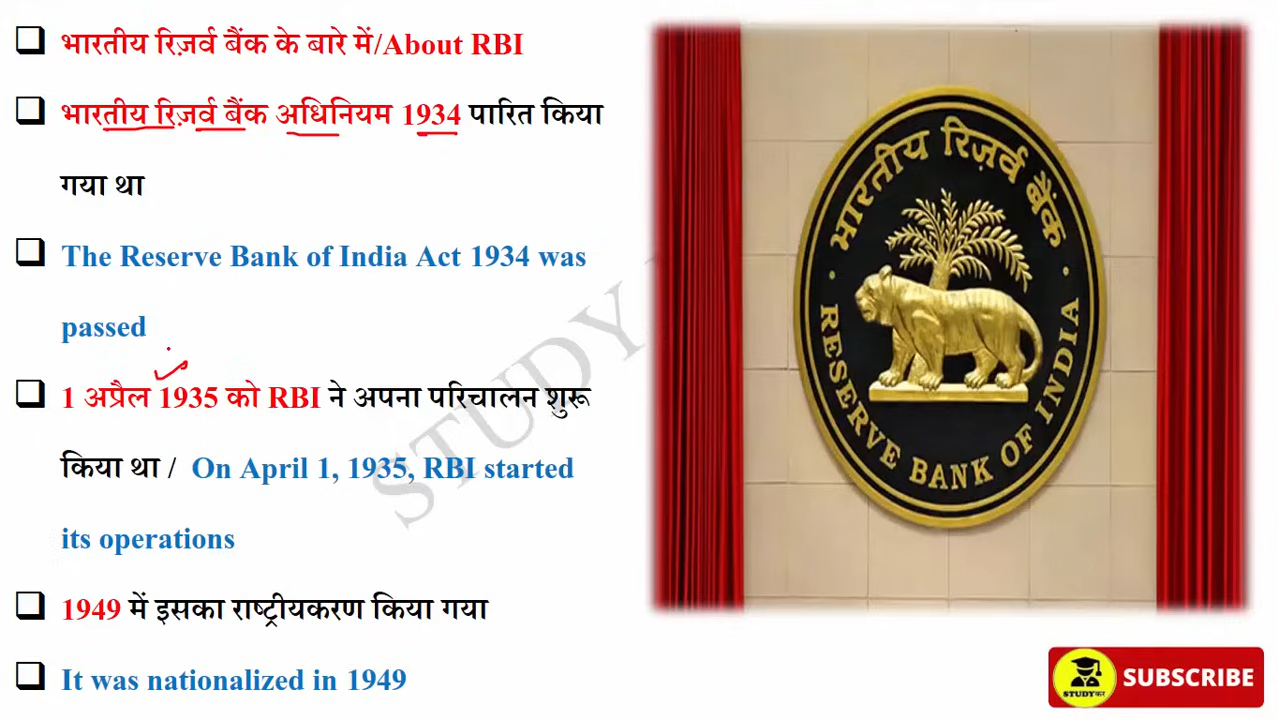 भारतीय रिज़र्व बैंक के बारे में/About RBI
भारतीय रिज़र्व बैंक अधिनियम 1934 पारित किया
गया था
The Reserve Bank of India Act 1934 was
passed
1 अप्रैल 1935 को RBI ने अपना परिचालन शुरू
किया था / On April 1, 1935, RBI started
its operations
1949 में इसका राष्ट्रीयकरण किया गया
It was nationalized in 1949
STUDY
भारतीय रिज़र्व बैंक
RESERVE BANK OF INDIA
STUDYकर
SUBSCRIBE